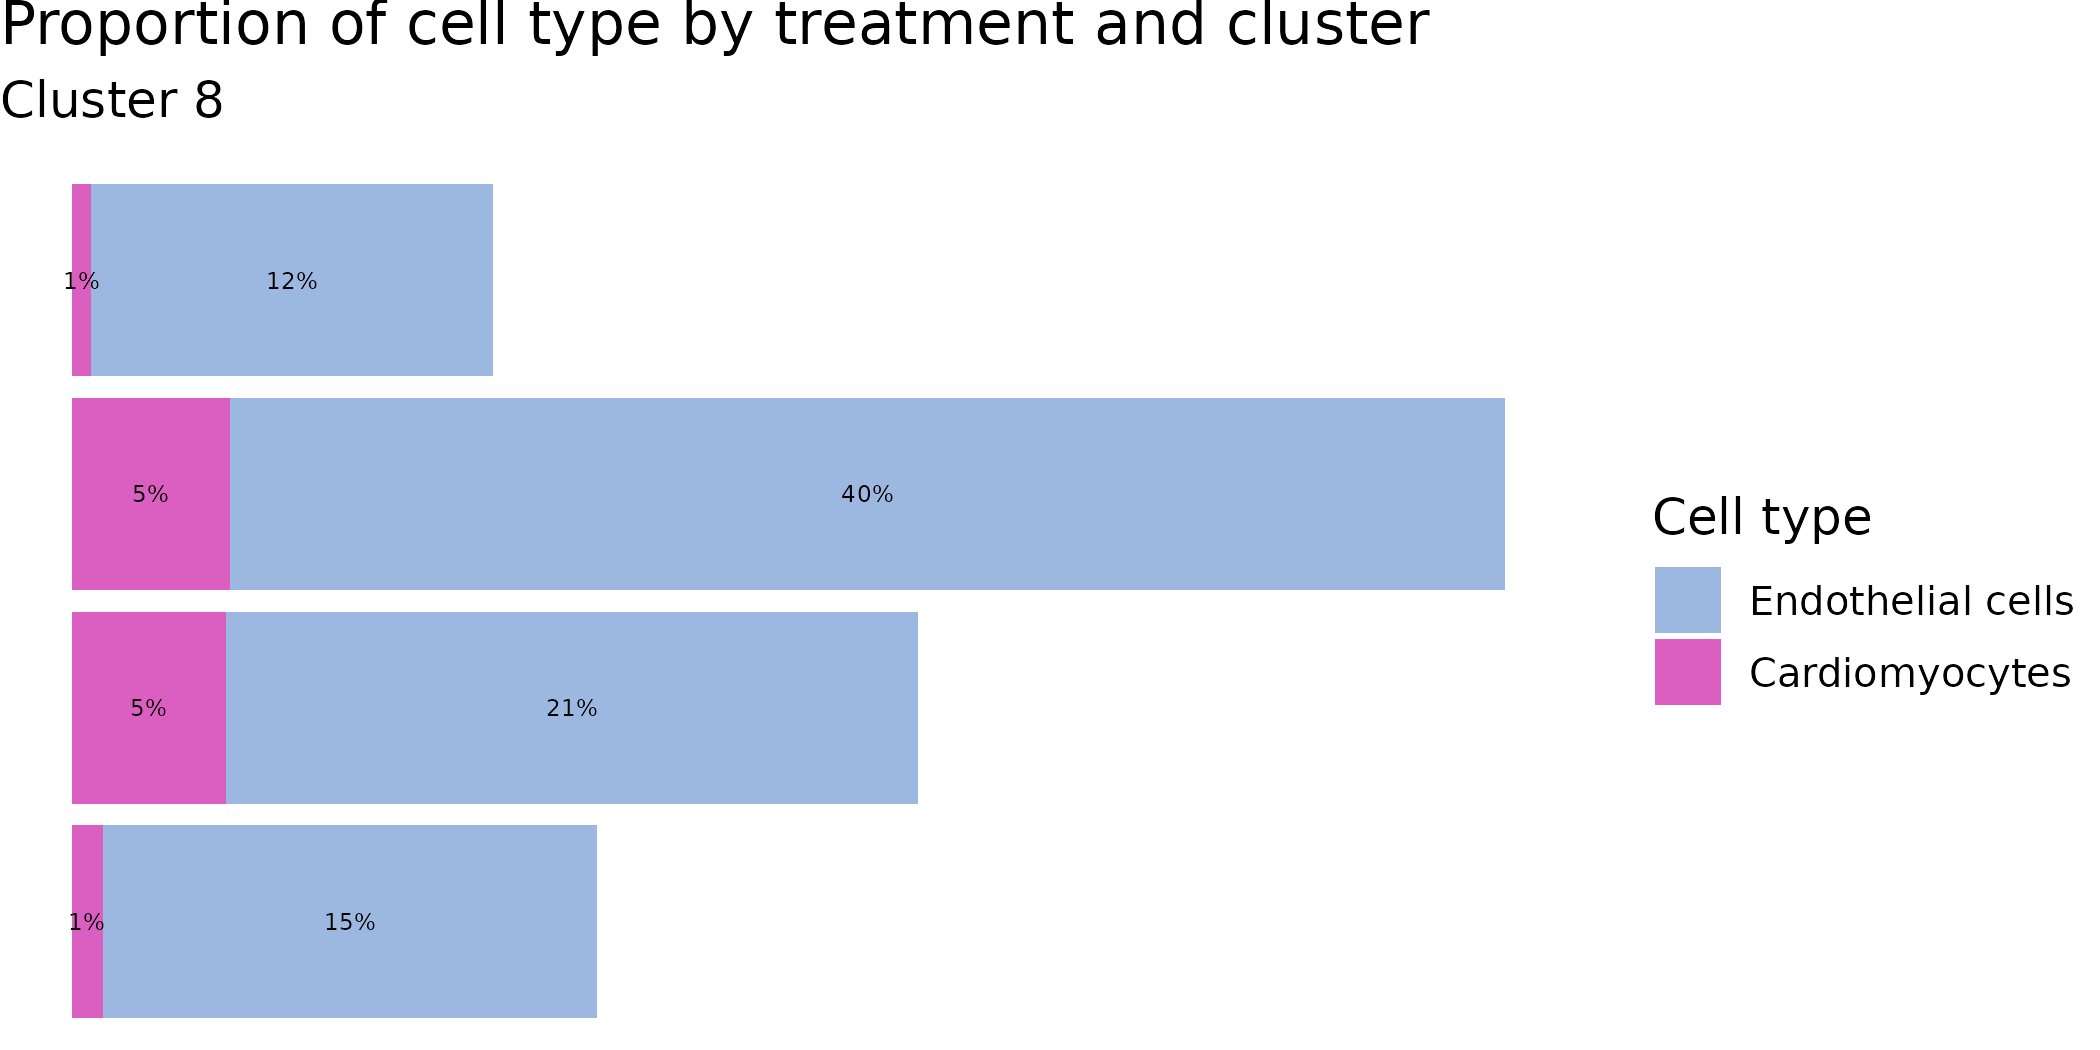 Proportion of cell type by treatment and cluster
Cluster 8
1% 12%
5% 40%
5% 21%
1% 15%
Cell type
Endothelial cells
Cardiomyocytes